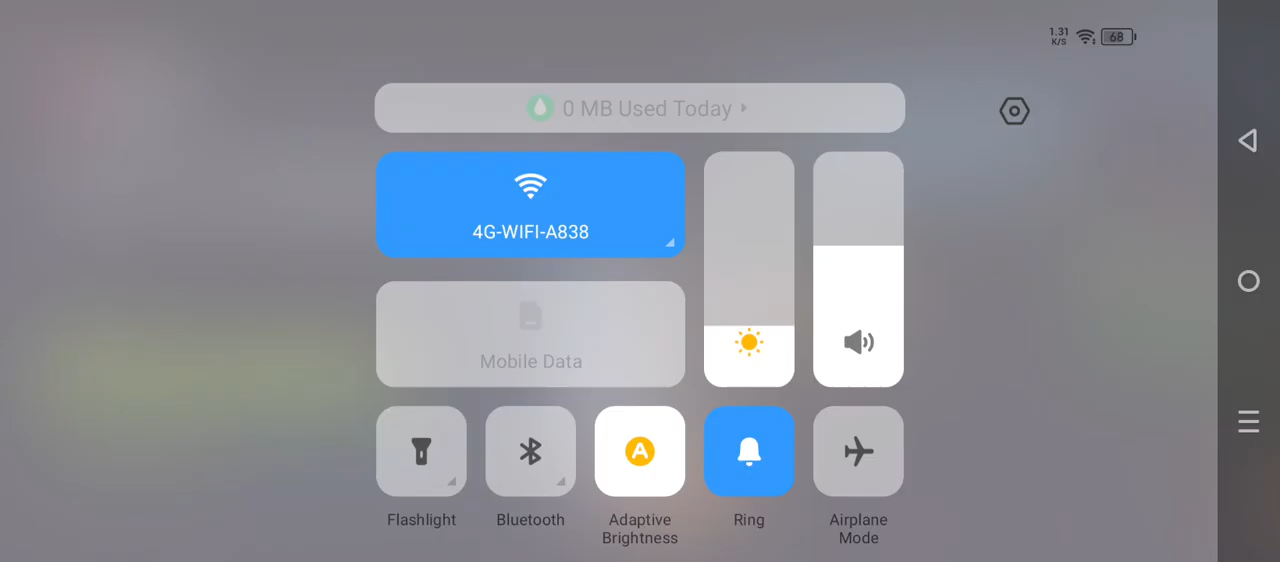 1.31
K/S
68
0 MB Used Today
4G-WIFI-A838
Mobile Data
A
Flashlight
Bluetooth
Adaptive
Brightness
Ring
Airplane
Mode